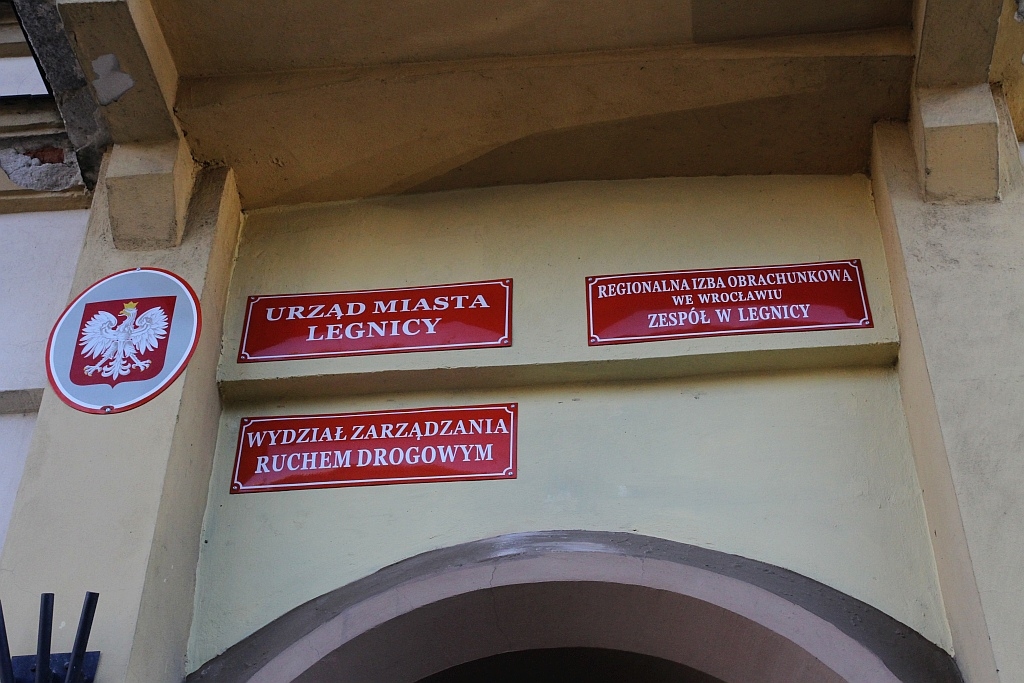 URZĄD MIASTA
LEGNICY
REGIONALNA IZBA OBRACHUNKOWA
WE WROCŁAWIU
ZESPÓŁ W LEGNICY
WYDZIAŁ ZARZĄDZANIA
RUCHEM DROGOWYM